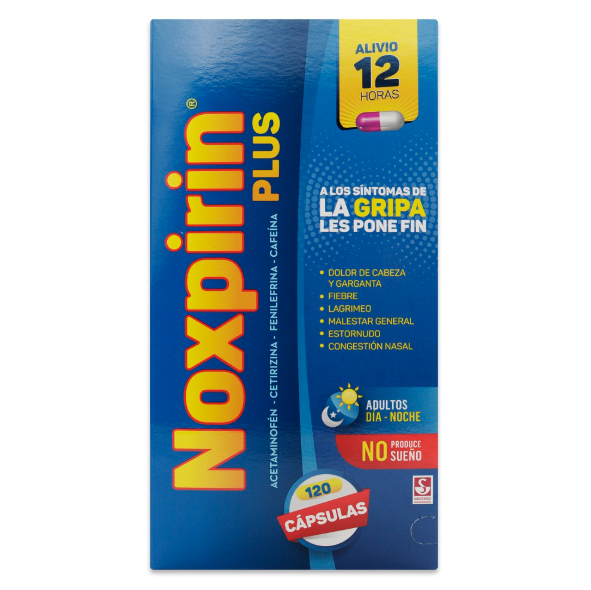 Noxpirin®
PLUS
ACETAMINOFÉN - CETIRIZINA - FENILEFRINA - CAFEÍNA
ALIVIO
12
HORAS
A LOS SÍNTOMAS DE
LA GRIPA
LES PONE FIN
• DOLOR DE CABEZA
Y GARGANTA
• FIEBRE
• LAGRIMEO
• MALESTAR GENERAL
• ESTORNUDO
• CONGESTIÓN NASAL
ADULTOS
DIA - NOCHE
NO PRODUCE
SUEÑO
120
CÁPSULAS